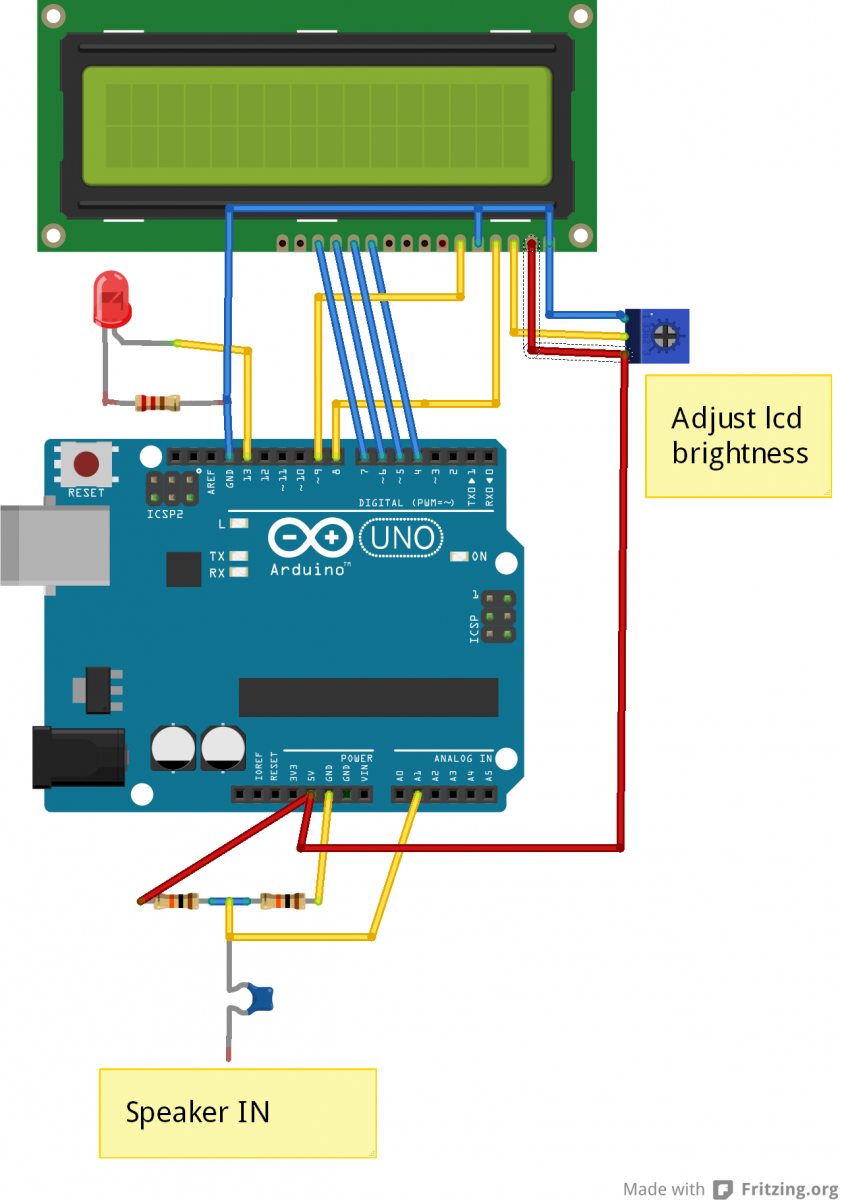 Adjust lcd
brightness
RESET
ICSP2
AREF
GND
13
12
~11
~10
~9
8
7
~6
~5
4
~3
2
TX0▶1
RX0◀0
DIGITAL (PWM=~)
L
TX
RX
UNO
Arduino™
ON
1
ICSP
POWER
ANALOG IN
IOREF
RESET
3V3
5V
GND
GND
VIN
A0
A1
A2
A3
A4
A5
Speaker IN
Made with Fritzing.org